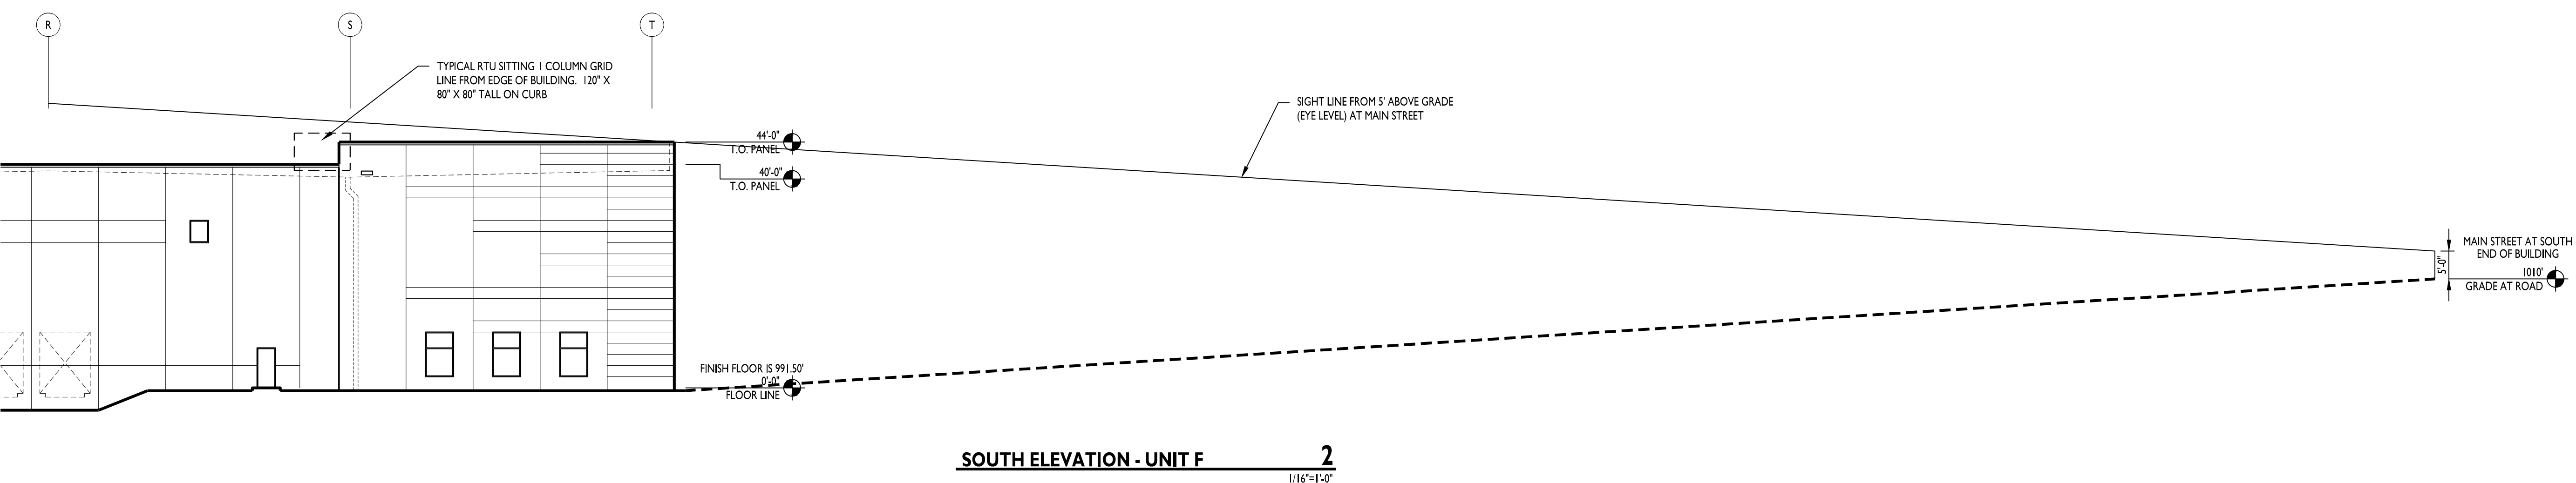 R
S
T
TYPICAL RTU SITTING 1 COLUMN GRID
LINE FROM EDGE OF BUILDING. 120" X
80" X 80" TALL ON CURB
SIGHT LINE FROM 5' ABOVE GRADE
(EYE LEVEL) AT MAIN STREET
44'-0"
T.O. PANEL
40'-0"
T.O. PANEL
MAIN STREET AT SOUTH
END OF BUILDING
5'-0"
1010'
GRADE AT ROAD
FINISH FLOOR IS 991.50'
0'-0"
FLOOR LINE
SOUTH ELEVATION - UNIT F
2
1/16"=1'-0"